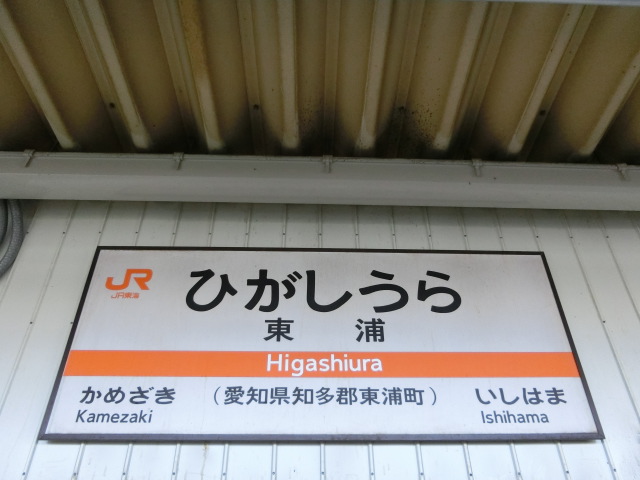 JR
JR東海
ひがしうら
東浦
Higashiura
かめざき （愛知県知多郡東浦町） いしはま
Kamezaki Ishihama